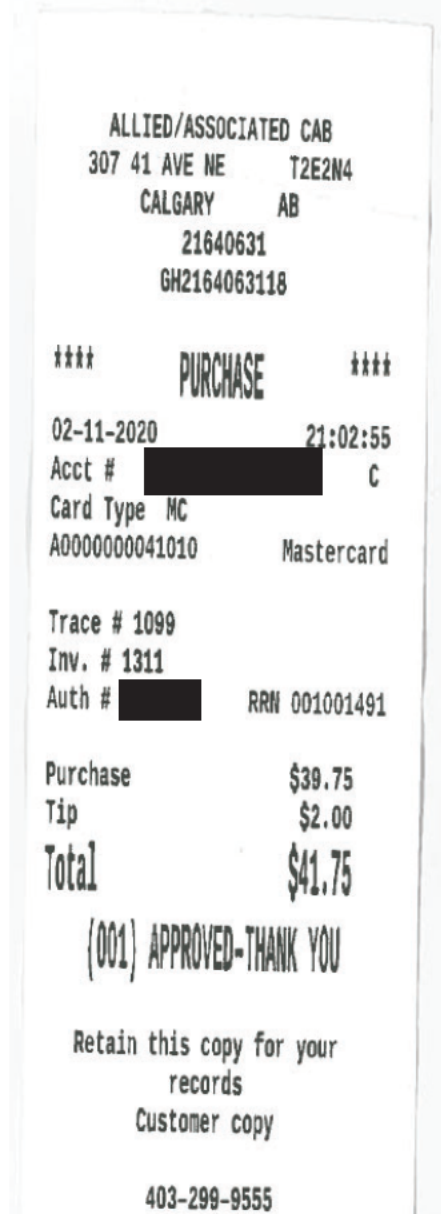 ALLIED/ASSOCIATED CAB
307 41 AVE NE T2E2N4
CALGARY AB
21640631
GH2164063118
**** PURCHASE ****
02-11-2020 21:02:55
Acct # C
Card Type MC
A0000000041010 Mastercard
Trace # 1099
Inv. # 1311
Auth # RRN 001001491
Purchase $39.75
Tip $2.00
Total $41.75
(001) APPROVED-THANK YOU
Retain this copy for your
records
Customer copy
403-299-9555